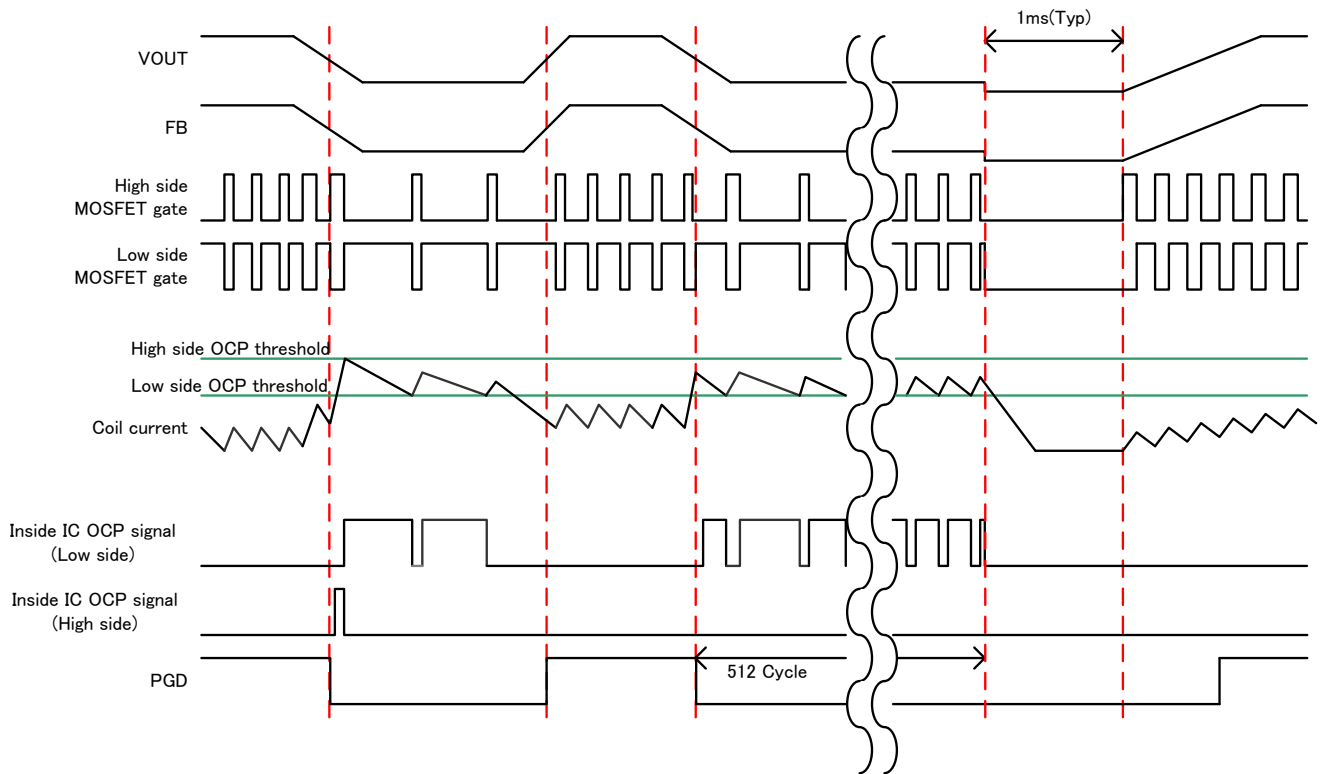 1ms(Typ)
VOUT
FB
High side
MOSFET gate
Low side
MOSFET gate
High side OCP threshold
Low side OCP threshold
Coil current
Inside IC OCP signal
(Low side)
Inside IC OCP signal
(High side)
PGD
512 Cycle